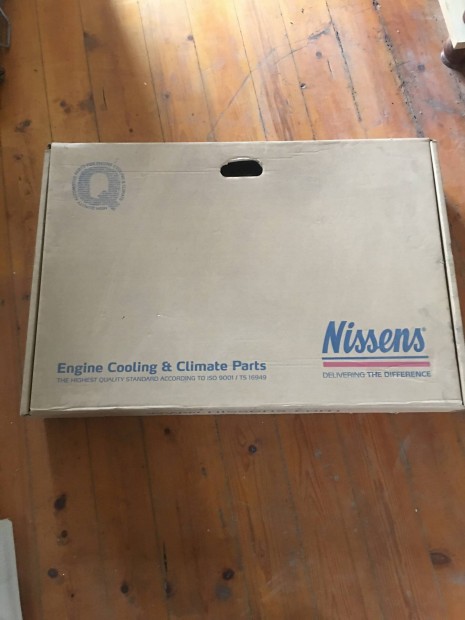 Q
Nissens®
DELIVERING THE DIFFERENCE
Engine Cooling & Climate Parts
THE HIGHEST QUALITY STANDARD ACCORDING TO ISO 9001 / TS 16949